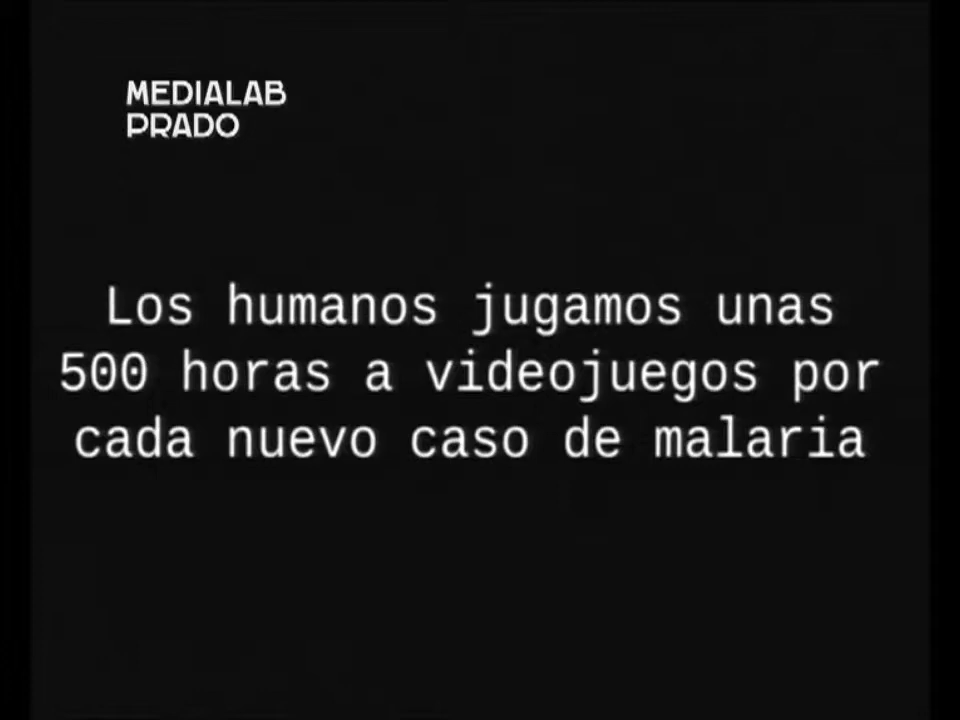 MEDIALAB
PRADO
Los humanos jugamos unas
500 horas a videojuegos por
cada nuevo caso de malaria